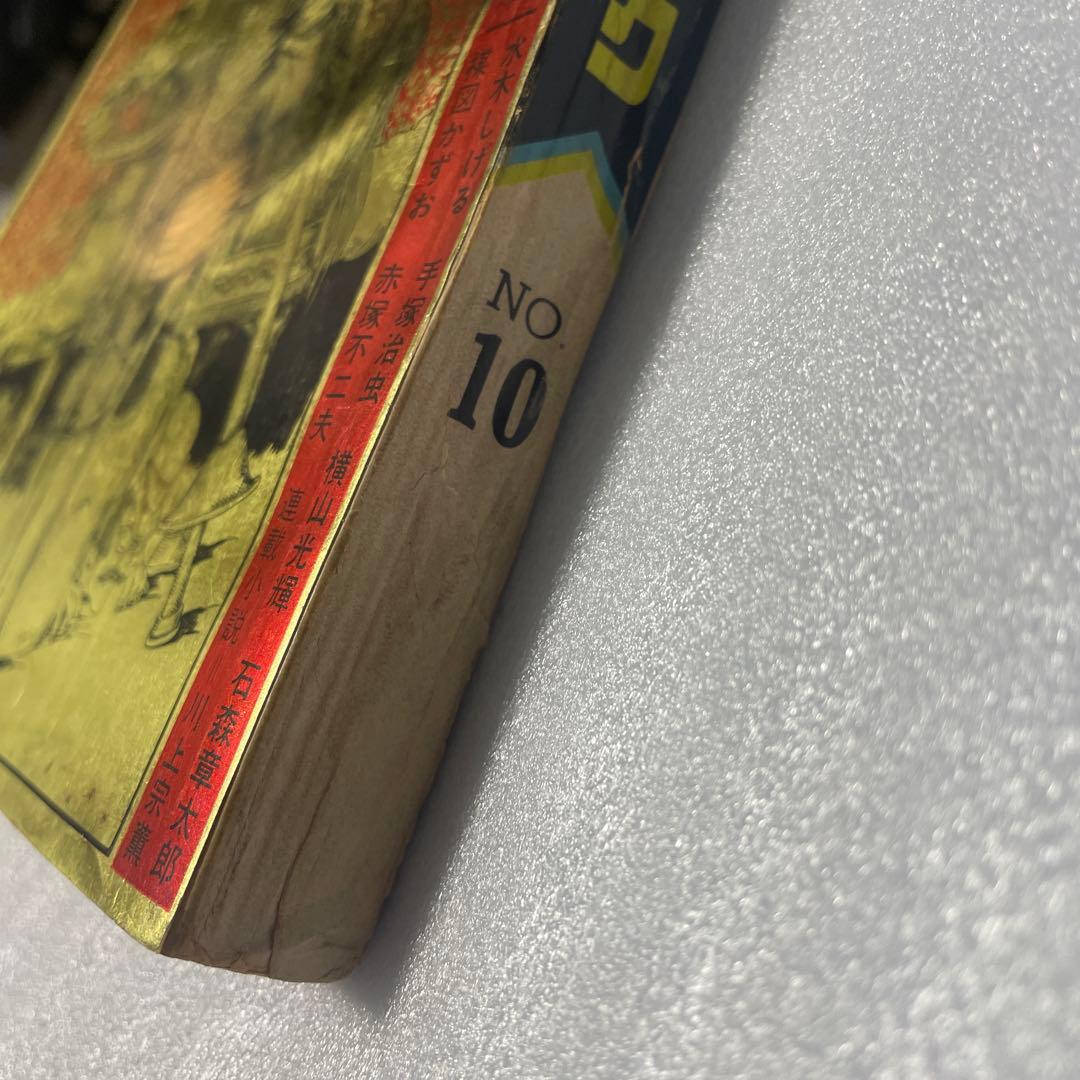 水木しげる 手塚治虫 横山光輝 石森章太郎
楳図かずお 赤塚不二夫 連載小説 川上宗薫
NO.
10